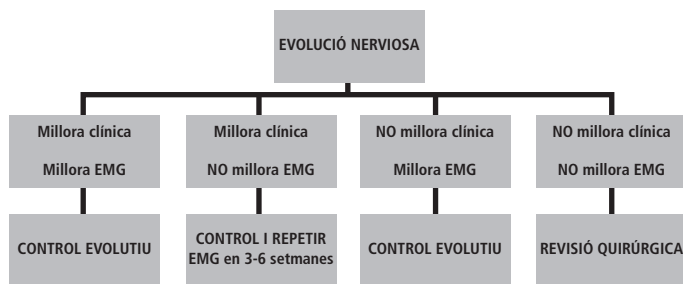 EVOLUCIÓ NERVIOSA
Millora clínica
Millora EMG
Millora clínica
NO millora EMG
NO millora clínica
Millora EMG
NO millora clínica
NO millora EMG
CONTROL EVOLUTIU
CONTROL I REPETIR
EMG en 3-6 setmanes
CONTROL EVOLUTIU
REVISIÓ QUIRÚRGICA